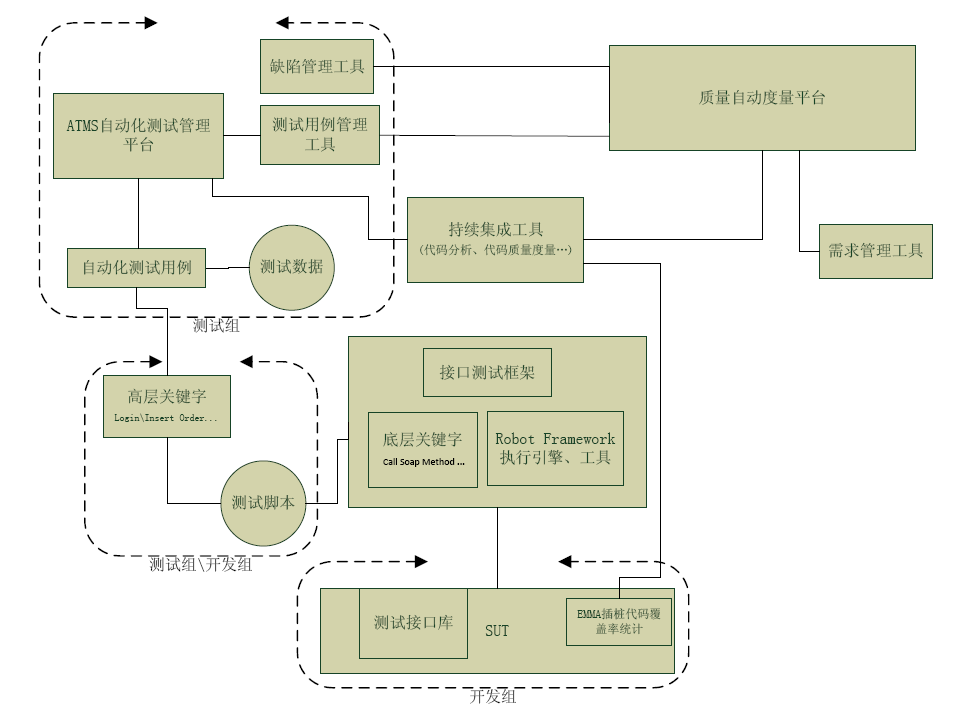 缺陷管理工具
质量自动度量平台
ATMS自动化测试管理
平台
测试用例管理
工具
持续集成工具
(代码分析、代码质量度量…)
需求管理工具
自动化测试用例
测试数据
测试组
高层关键字
Login\Insert Order...
接口测试框架
底层关键字
Call Soap Method ...
Robot Framework
执行引擎、工具
测试脚本
测试组\开发组
测试接口库
SUT
EMMA插桩代码覆
盖率统计
开发组